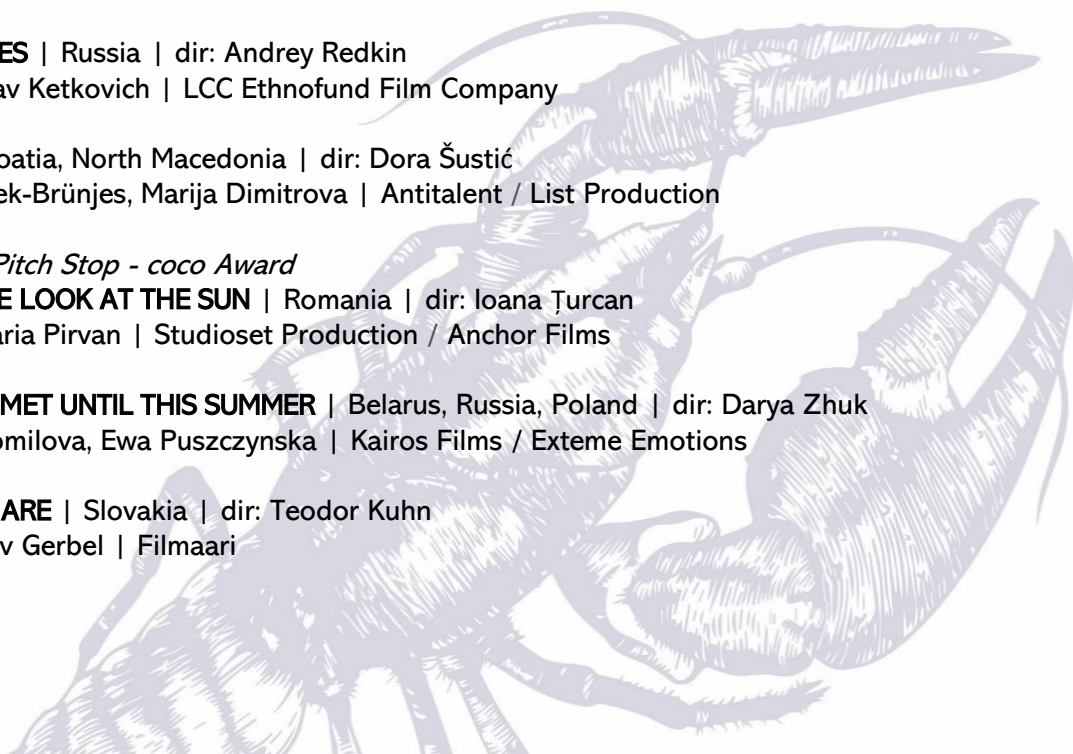 ES | Russia | dir: Andrey Redkin
av Ketkovich | LCC Ethnofund Film Company
oatia, North Macedonia | dir: Dora Šustić
ek-Brünjes, Marija Dimitrova | Antitalent / List Production
Pitch Stop - coco Award
E LOOK AT THE SUN | Romania | dir: Ioana Țurcan
aria Pirvan | Studioset Production / Anchor Films
MET UNTIL THIS SUMMER | Belarus, Russia, Poland | dir: Darya Zhuk
omilova, Ewa Puszczynska | Kairos Films / Exteme Emotions
ARE | Slovakia | dir: Teodor Kuhn
v Gerbel | Filmaari